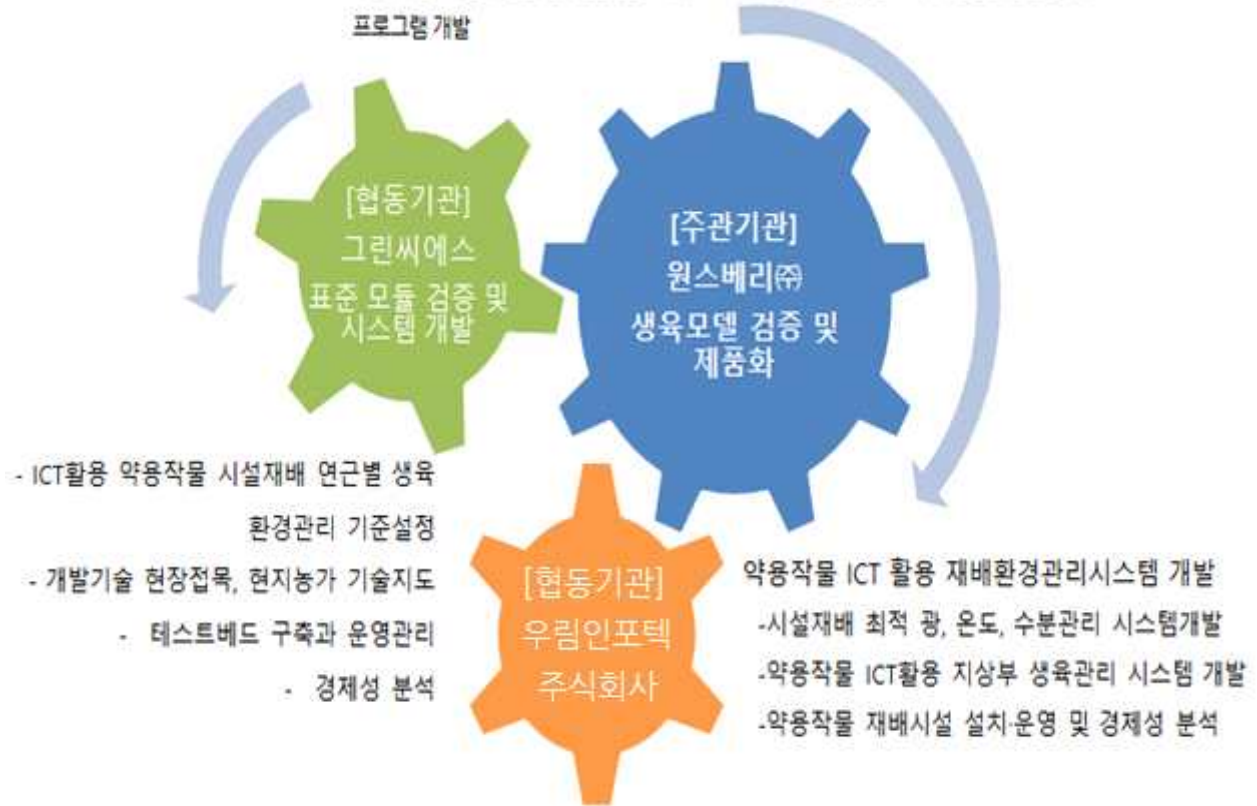 프로그램 개발
[협동기관]
그린씨에스
표준 모듈 검증 및
시스템 개발
[주관기관]
원스베리㈜
생육모델 검증 및
제품화
- ICT활용 약용작물 시설재배 연근별 생육
환경관리 기준설정
- 개발기술 현장접목, 현지농가 기술지도
- 테스트베드 구축과 운영관리
- 경제성 분석
[협동기관]
우림인포텍
주식회사
약용작물 ICT 활용 재배환경관리시스템 개발
-시설재배 최적 광, 온도, 수분관리 시스템개발
-약용작물 ICT활용 지상부 생육관리 시스템 개발
-약용작물 재배시설 설치·운영 및 경제성 분석